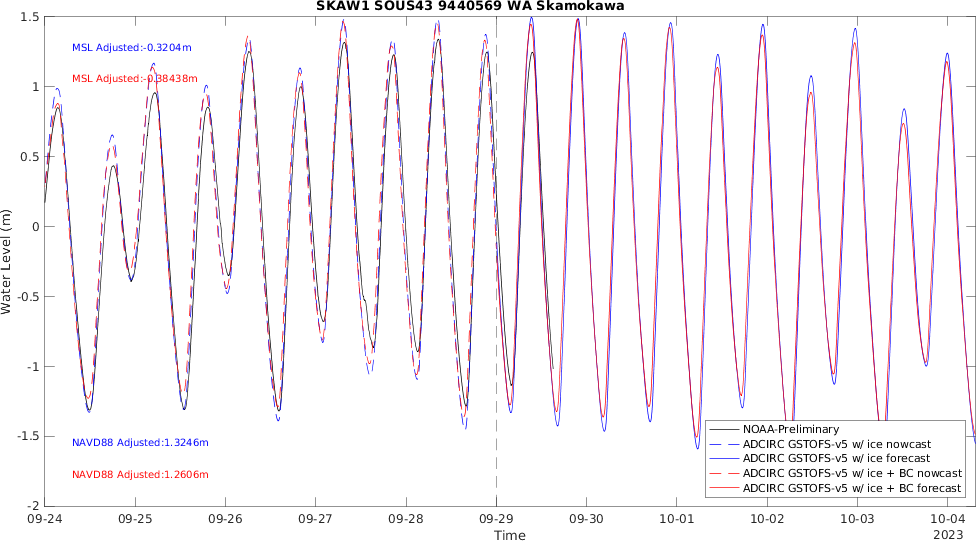 SKAW1 SOUS43 9440569 WA Skamokawa
1.5
1
0.5
0
-0.5
-1
-1.5
-2
Water Level (m)
MSL Adjusted:-0.3204m
MSL Adjusted:-0.38438m
NAVD88 Adjusted:1.3246m
NAVD88 Adjusted:1.2606m
NOAA-Preliminary
ADCIRC GSTOFS-v5 w/ ice nowcast
ADCIRC GSTOFS-v5 w/ ice forecast
ADCIRC GSTOFS-v5 w/ ice + BC nowcast
ADCIRC GSTOFS-v5 w/ ice + BC forecast
09-24 09-25 09-26 09-27 09-28 09-29 09-30 10-01 10-02 10-03 10-04
Time
2023